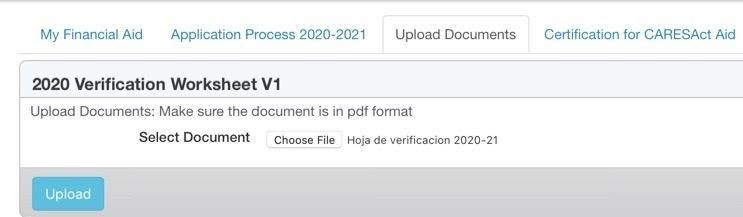 My Financial Aid Application Process 2020-2021 Upload Documents Certification for CARESAct Aid
2020 Verification Worksheet V1
Upload Documents: Make sure the document is in pdf format
Select Document Choose File Hoja de verificacion 2020-21
Upload